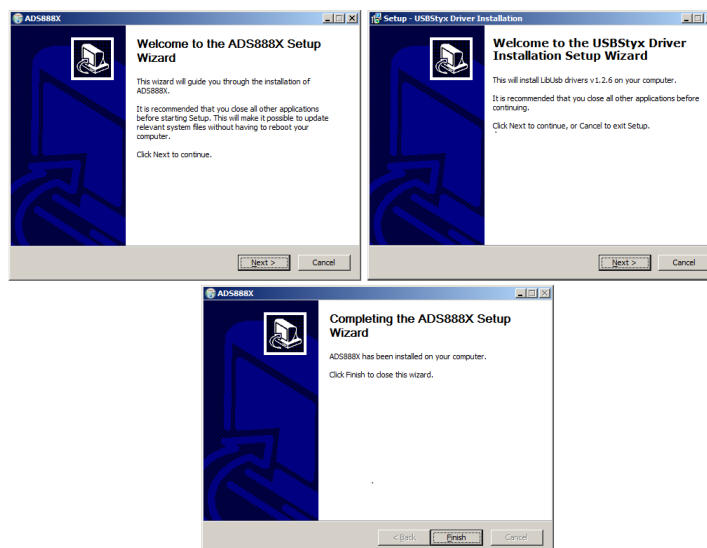 ADS888X
Welcome to the ADS888X Setup
Wizard
This wizard will guide you through the installation of
ADS888X.
It is recommended that you close all other applications
before starting Setup. This will make it possible to update
relevant system files without having to reboot your
computer.
Click Next to continue.
Next >
Cancel
Setup - USBStyx Driver Installation
Welcome to the USBStyx Driver
Installation Setup Wizard
This will install LibUsb drivers v1.2.6 on your computer.
It is recommended that you close all other applications before
continuing.
Click Next to continue, or Cancel to exit Setup.
Next >
Cancel
ADS888X
Completing the ADS888X Setup
Wizard
ADS888X has been installed on your computer.
Click Finish to close this wizard.
< Back
Finish
Cancel